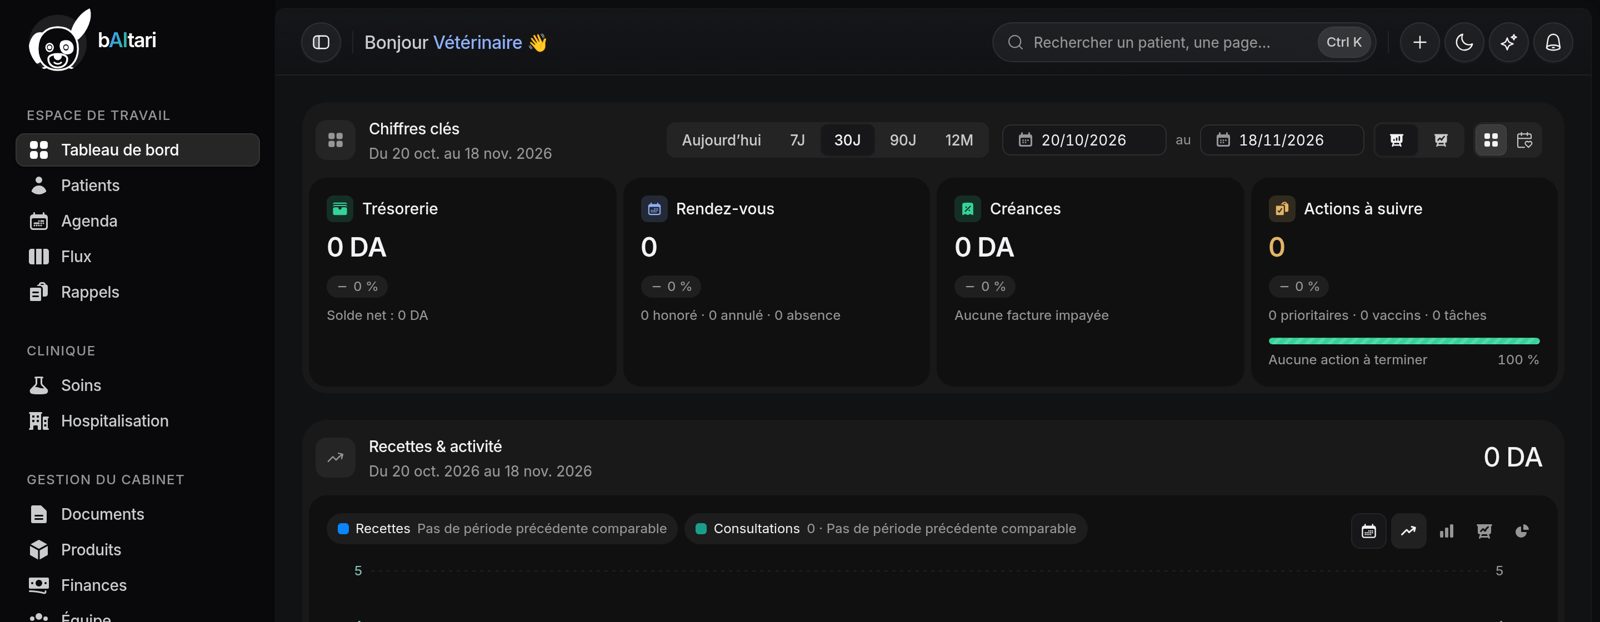 bAItari
Bonjour Vétérinaire 👋
Rechercher un patient, une page...
Ctrl K
ESPACE DE TRAVAIL
Tableau de bord
Patients
Agenda
Flux
Rappels
CLINIQUE
Soins
Hospitalisation
GESTION DU CABINET
Documents
Produits
Finances
Équipe
Chiffres clés
Du 20 oct. au 18 nov. 2026
Aujourd'hui 7J 30J 90J 12M
20/10/2026 au 18/11/2026
Trésorerie
0 DA
– 0 %
Solde net : 0 DA
Rendez-vous
0
– 0 %
0 honoré · 0 annulé · 0 absence
Créances
0 DA
– 0 %
Aucune facture impayée
Actions à suivre
0
– 0 %
0 prioritaires · 0 vaccins · 0 tâches
Aucune action à terminer 100 %
Recettes & activité
Du 20 oct. 2026 au 18 nov. 2026
0 DA
Recettes Pas de période précédente comparable
Consultations 0 · Pas de période précédente comparable
5 5